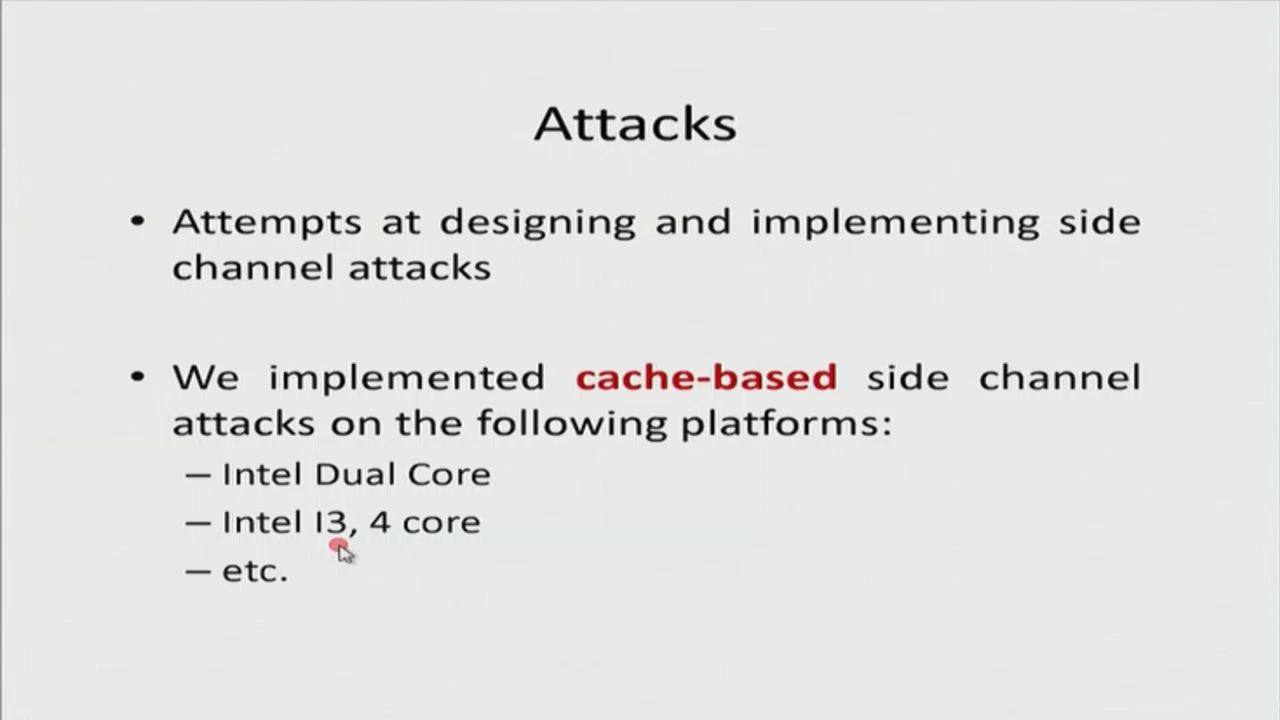 Attacks
• Attempts at designing and implementing side
channel attacks
• We implemented cache-based side channel
attacks on the following platforms:
– Intel Dual Core
– Intel I3, 4 core
– etc.